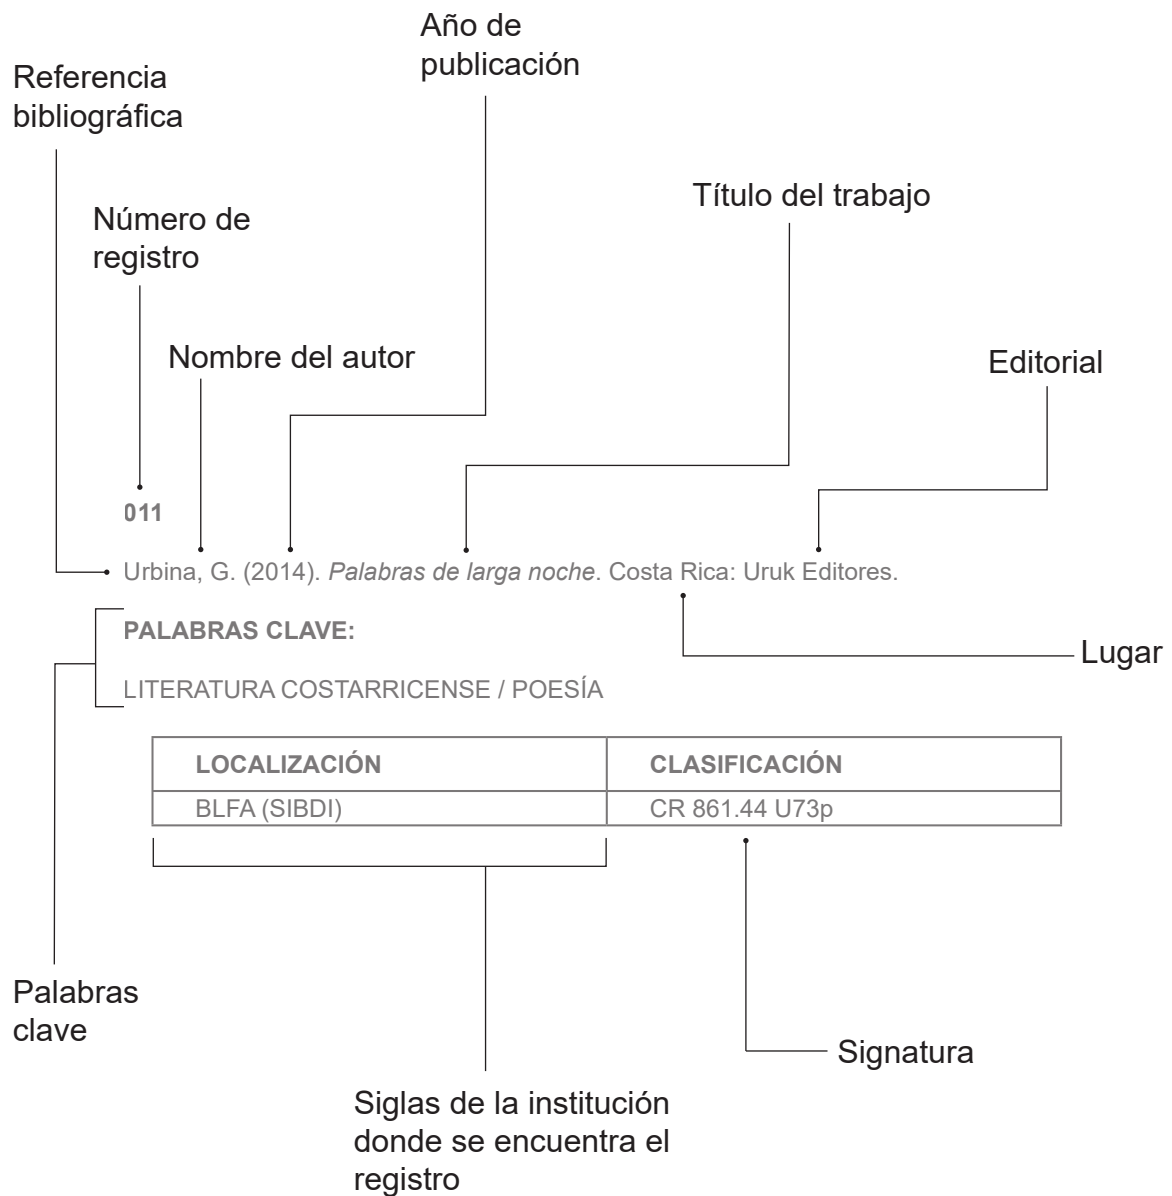 Año de
publicación
Referencia
bibliográfica
Título del trabajo
Número de
registro
Nombre del autor
Editorial
011
Urbina, G. (2014). Palabras de larga noche. Costa Rica: Uruk Editores.
PALABRAS CLAVE:
Lugar
LITERATURA COSTARRICENSE / POESÍA
LOCALIZACIÓN CLASIFICACIÓN
BLFA (SIBDI) CR 861.44 U73p
Palabras
clave
Signatura
Siglas de la institución
donde se encuentra el
registro